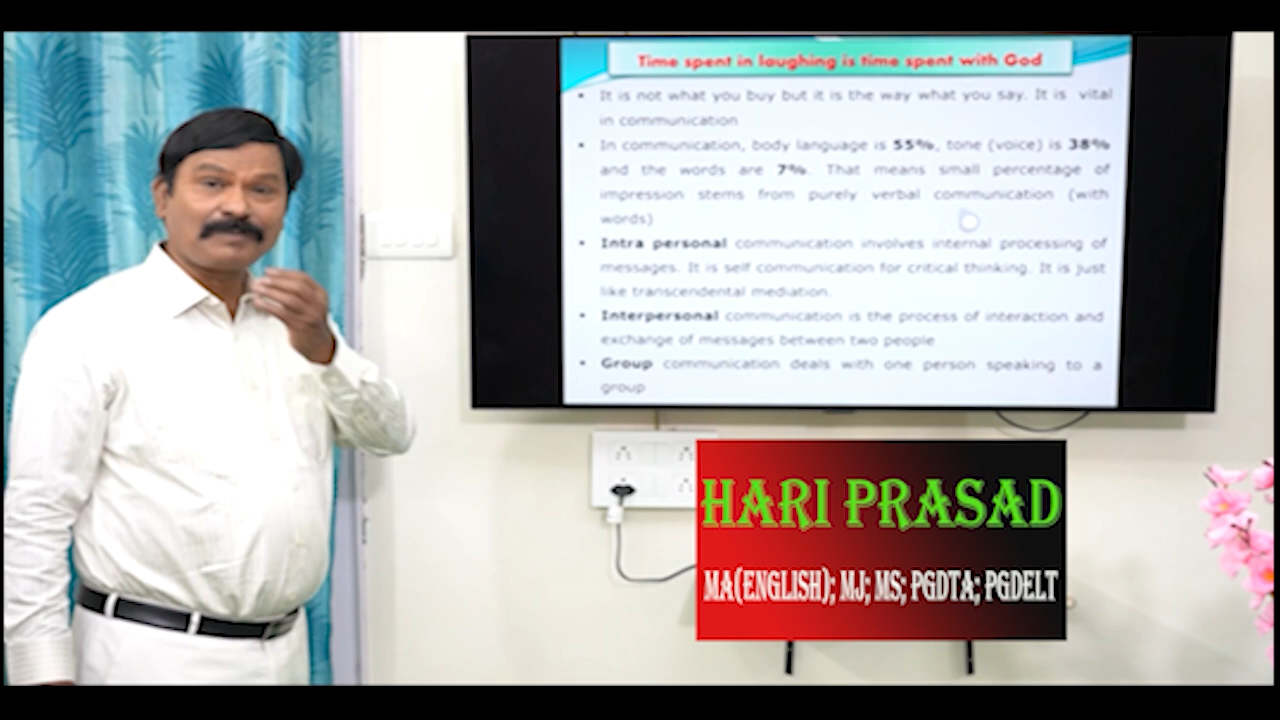 Time spent in laughing is time spent with God
• It is not what you buy but it is the way what you say. It is vital
in communication
• In communication, body language is 55%, tone (voice) is 38%
and the words are 7%. That means small percentage of
impression stems from purely verbal communication (with
words)
• Intra personal communication involves internal processing of
messages. It is self communication for critical thinking. It is just
like transcendental mediation.
• Interpersonal communication is the process of interaction and
exchange of messages between two people
• Group communication deals with one person speaking to a
group
HARI PRASAD
MA(ENGLISH); MJ; MS; PGDTA; PGDELT